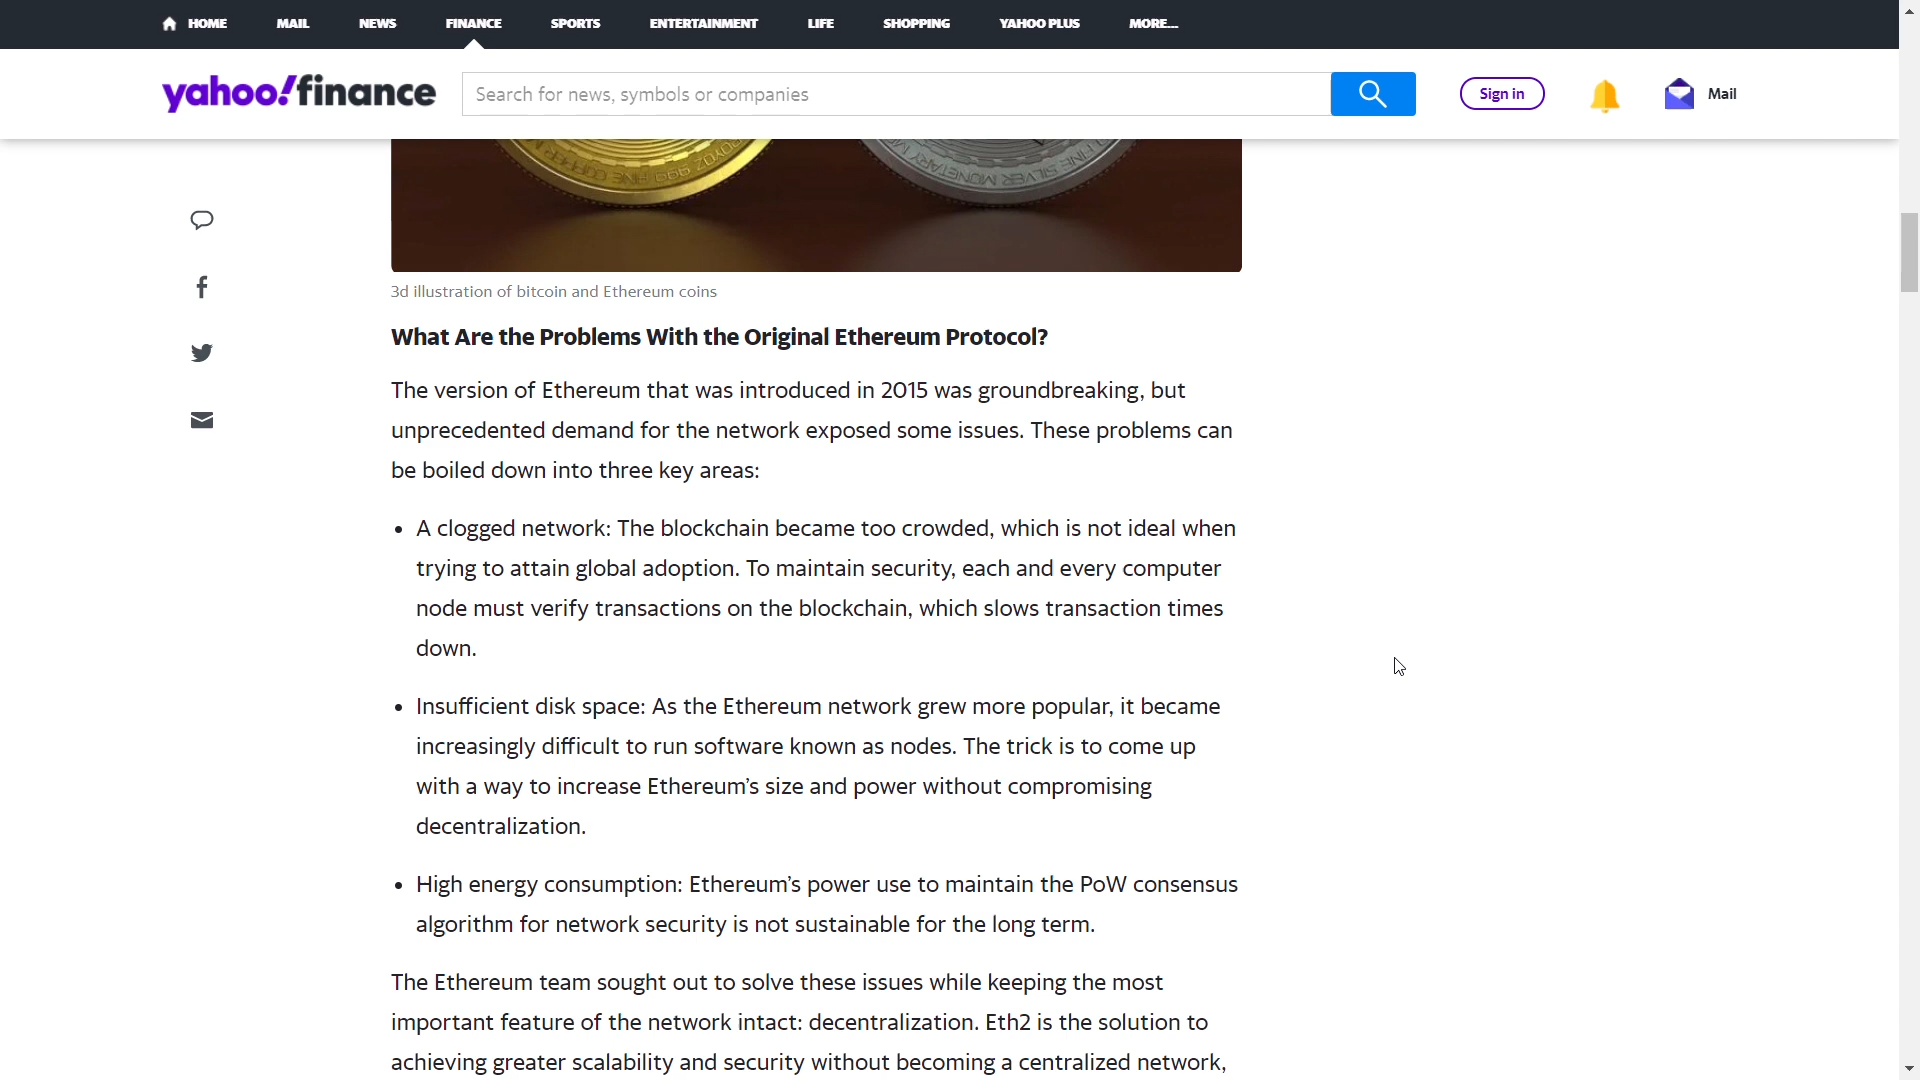 HOME MAIL NEWS FINANCE SPORTS ENTERTAINMENT LIFE SHOPPING YAHOO PLUS MORE...
yahoo!finance Search for news, symbols or companies Sign in Mail
3d illustration of bitcoin and Ethereum coins
What Are the Problems With the Original Ethereum Protocol?
The version of Ethereum that was introduced in 2015 was groundbreaking, but
unprecedented demand for the network exposed some issues. These problems can
be boiled down into three key areas:
• A clogged network: The blockchain became too crowded, which is not ideal when
trying to attain global adoption. To maintain security, each and every computer
node must verify transactions on the blockchain, which slows transaction times
down.
• Insufficient disk space: As the Ethereum network grew more popular, it became
increasingly difficult to run software known as nodes. The trick is to come up
with a way to increase Ethereum’s size and power without compromising
decentralization.
• High energy consumption: Ethereum’s power use to maintain the PoW consensus
algorithm for network security is not sustainable for the long term.
The Ethereum team sought out to solve these issues while keeping the most
important feature of the network intact: decentralization. Eth2 is the solution to
achieving greater scalability and security without becoming a centralized network,